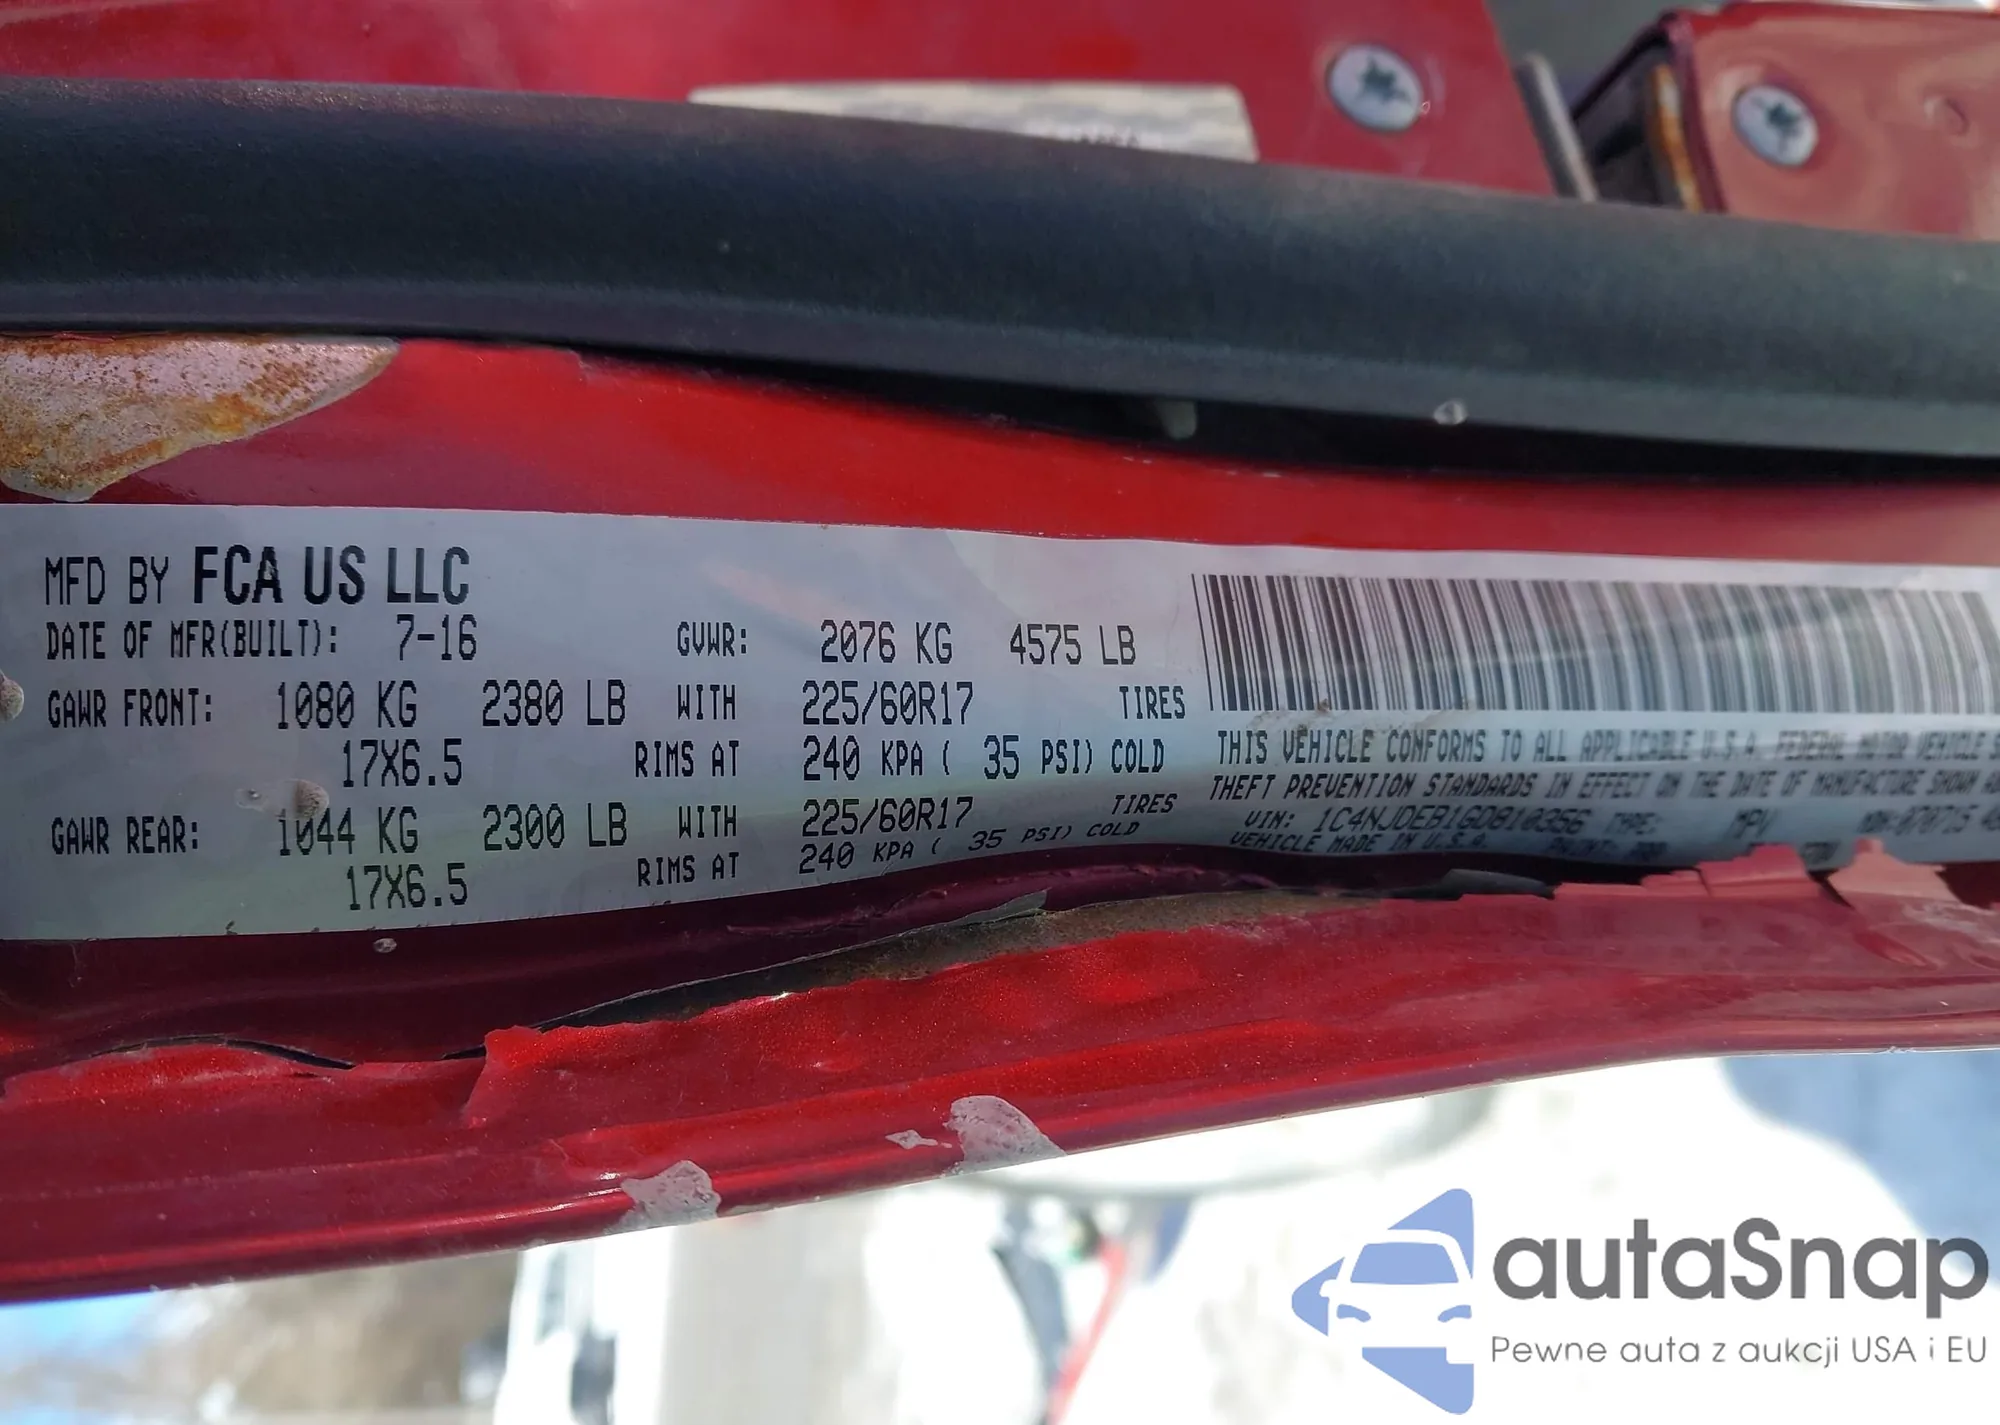 MFD BY FCA US LLC
DATE OF MFR(BUILT): 7-16 GVWR: 2076 KG 4575 LB
GAWR FRONT: 1080 KG 2380 LB WITH 225/60R17 TIRES
17X6.5 RIMS AT 240 KPA ( 35 PSI) COLD
GAWR REAR: 1044 KG 2300 LB WITH 225/60R17 TIRES
17X6.5 RIMS AT 240 KPA ( 35 PSI) COLD
THIS VEHICLE CONFORMS TO ALL APPLICABLE U.S.A. FEDERAL MOTOR VEHICLE
THEFT PREVENTION STANDARDS IN EFFECT ON THE DATE OF MANUFACTURE SHOWN
VIN: 1C4NJDEB1GD810356 TYPE: MPV
VEHICLE MADE IN U.S.A. PAINT:
autaSnap
Pewne auta z aukcji USA i EU